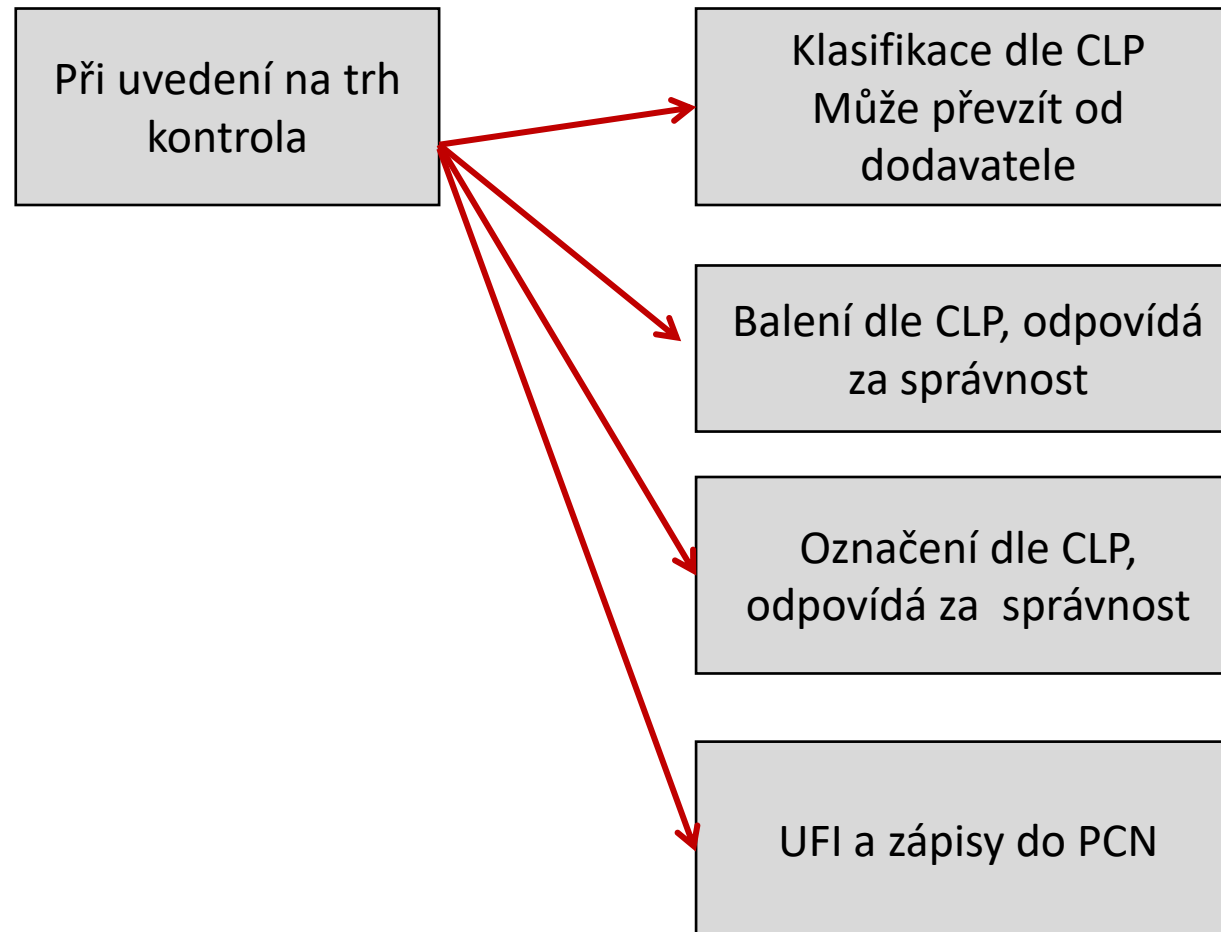 Při uvedení na trh
kontrola
Klasifikace dle CLP
Může převzít od
dodavatele
Balení dle CLP, odpovídá
za správnost
Označení dle CLP,
odpovídá za  správnost
UFI a zápisy do PCN